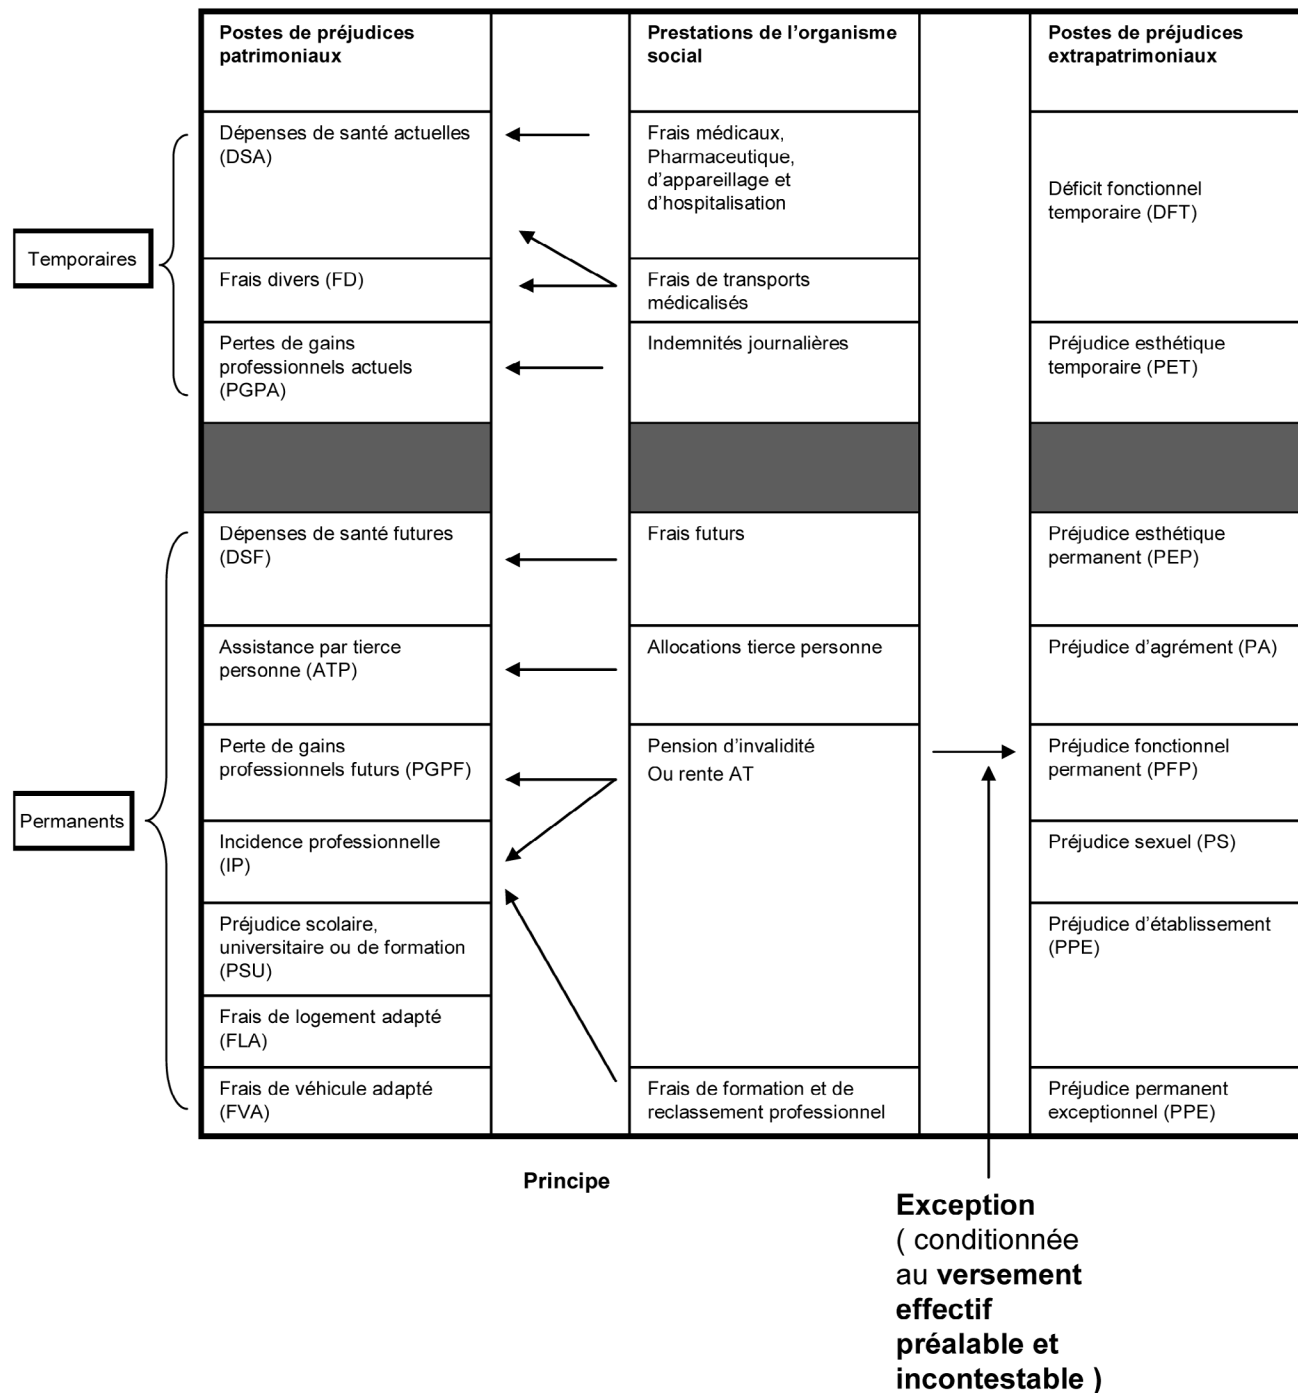 Postes de préjudices
patrimoniaux
Prestations de l’organisme
social
Postes de préjudices
extrapatrimoniaux
Temporaires
Dépenses de santé actuelles
(DSA)
Frais médicaux,
Pharmaceutique,
d’appareillage et
d’hospitalisation
Déficit fonctionnel
temporaire (DFT)
Frais divers (FD)
Frais de transports
médicalisés
Pertes de gains
professionnels actuels
(PGPA)
Indemnités journalières
Préjudice esthétique
temporaire (PET)
Permanents
Dépenses de santé futures
(DSF)
Frais futurs
Préjudice esthétique
permanent (PEP)
Assistance par tierce
personne (ATP)
Allocations tierce personne
Préjudice d’agrément (PA)
Perte de gains
professionnels futurs (PGPF)
Pension d’invalidité
Ou rente AT
Préjudice fonctionnel
permanent (PFP)
Incidence professionnelle
(IP)
Préjudice sexuel (PS)
Préjudice scolaire,
universitaire ou de formation
(PSU)
Préjudice d’établissement
(PPE)
Frais de logement adapté
(FLA)
Frais de véhicule adapté
(FVA)
Frais de formation et de
reclassement professionnel
Préjudice permanent
exceptionnel (PPE)
Principe
Exception
( conditionnée
au versement
effectif
préalable et
incontestable )